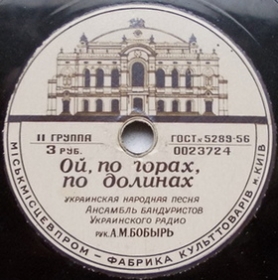 II ГРУППА
3 РУБ.
ГОСТ № 5289-56
0023724
Ой, по горах,
по долинах
УКРАИНСКАЯ НАРОДНАЯ ПЕСНЯ
АНСАМБЛЬ БАНДУРИСТОВ
УКРАИНСКОГО РАДИО
РУК. А.М.БОБЫРЬ
МІСЬКМІСЦЕВПРОМ - ФАБРИКА КУЛЬТТОВАРІВ м. КИЇВ